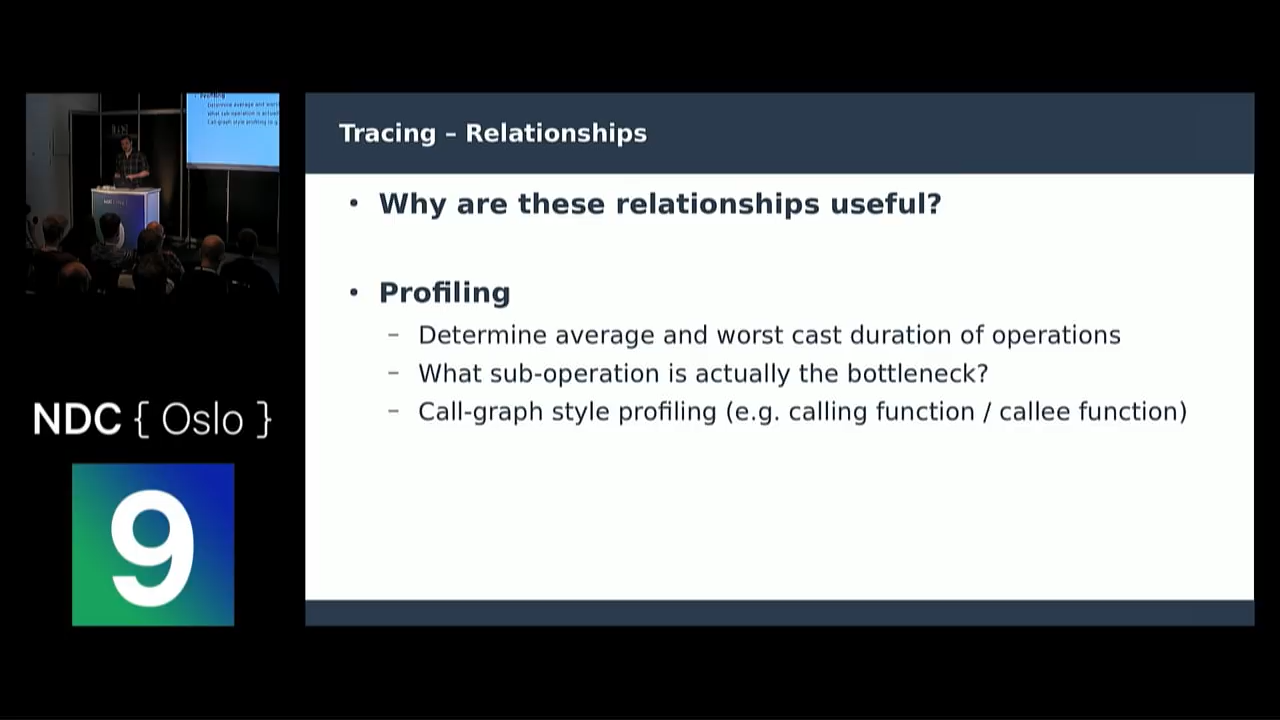 Tracing – Relationships
• Why are these relationships useful?
• Profiling
– Determine average and worst cast duration of operations
– What sub-operation is actually the bottleneck?
– Call-graph style profiling (e.g. calling function / callee function)
NDC { Oslo }
9